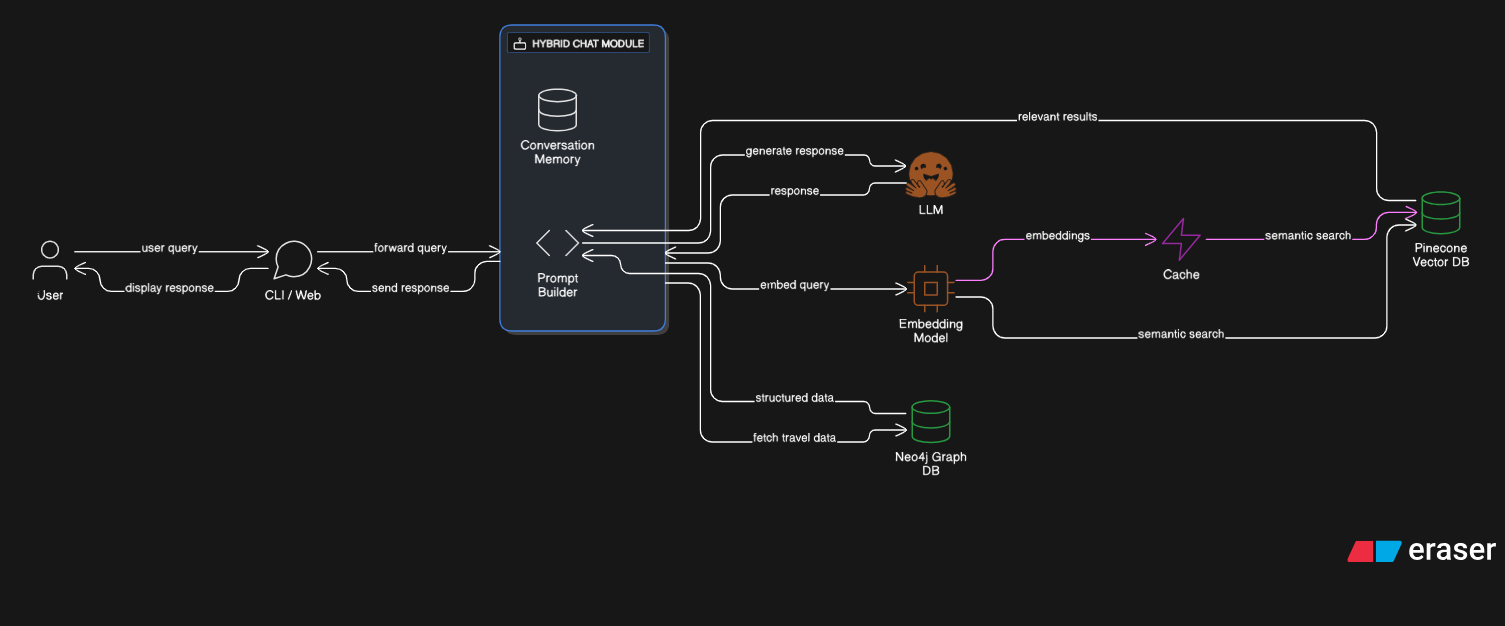 HYBRID CHAT MODULE
Conversation
Memory
relevant results
generate response
response
LLM
user query
forward query
embeddings
semantic search
Pinecone
Vector DB
Cache
Prompt
Builder
User
display response
CLI / Web
send response
embed query
Embedding
Model
semantic search
structured data
fetch travel data
Neo4j Graph
DB
eraser